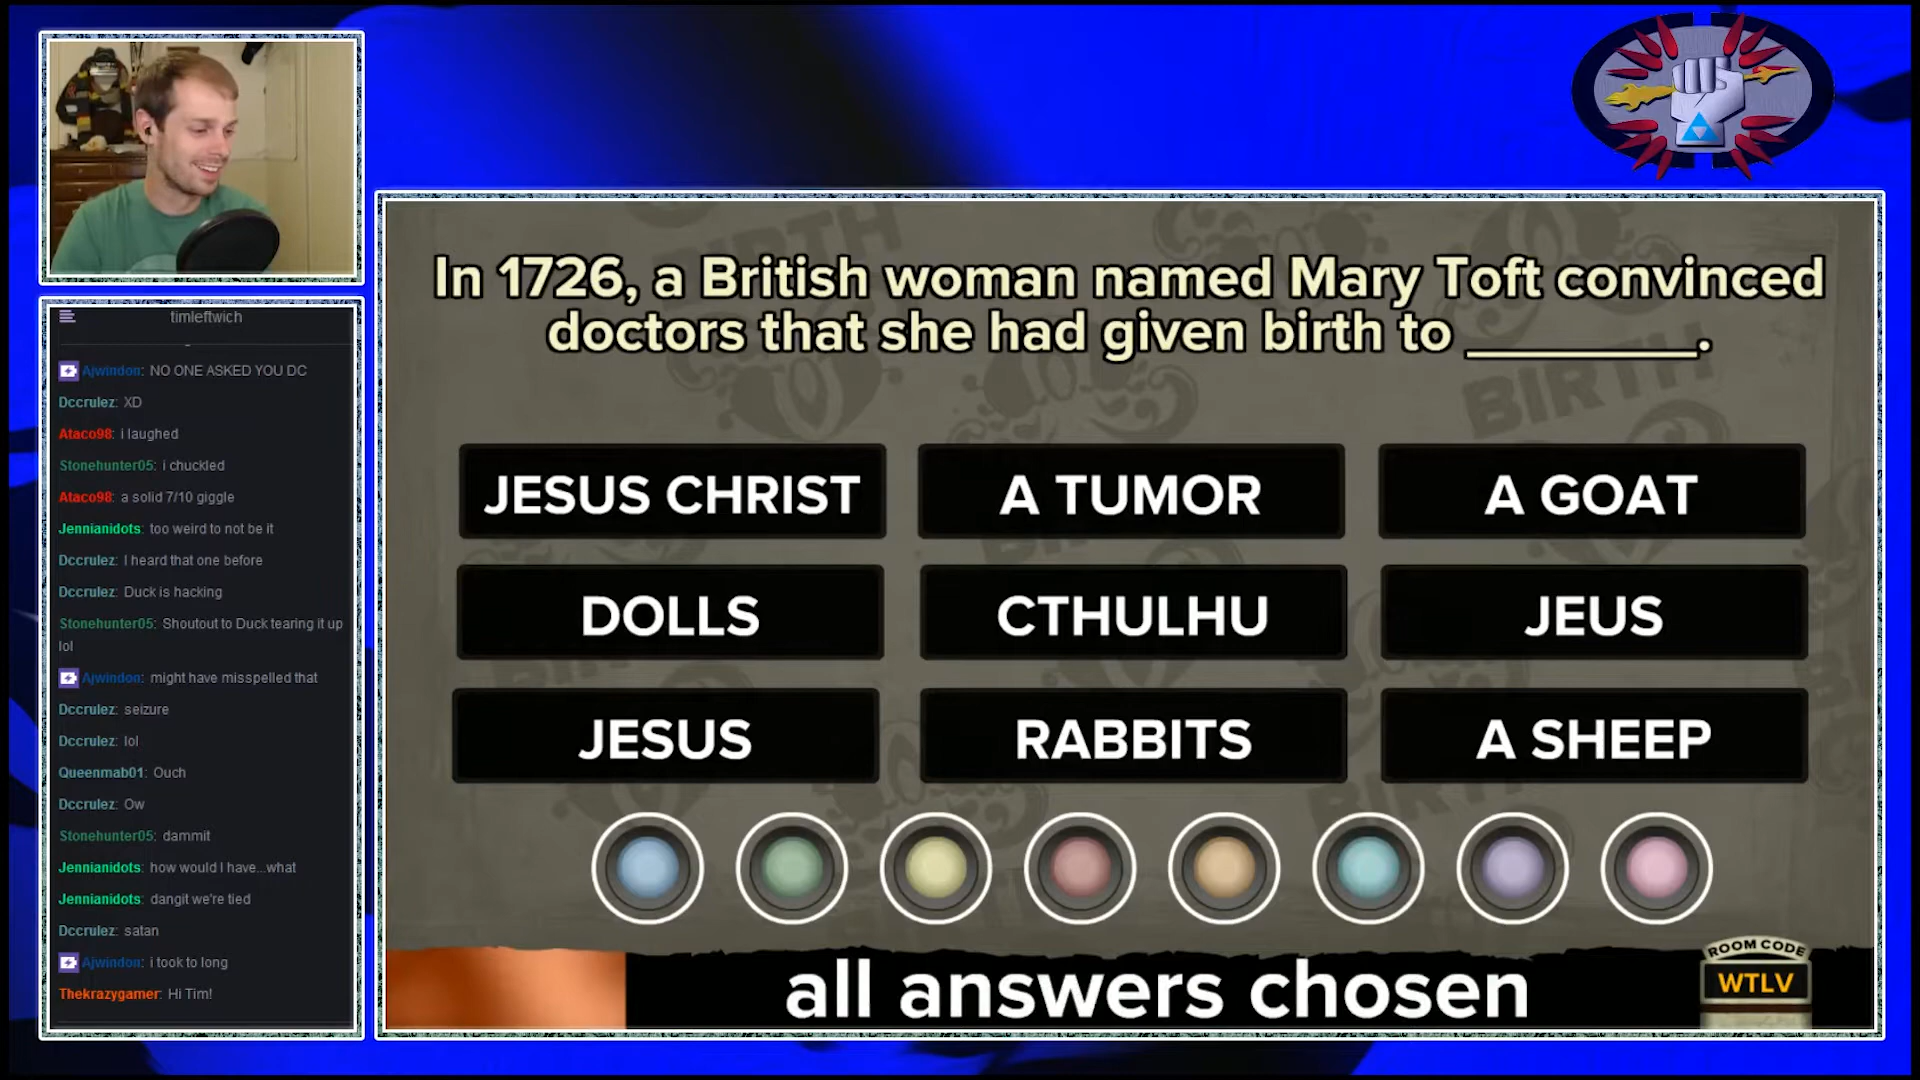 timleftwich
Ajwindon: NO ONE ASKED YOU DC
Dccrulez: XD
Ataco98: i laughed
Stonehunter05: i chuckled
Ataco98: a solid 7/10 giggle
Jennianidots: too weird to not be it
Dccrulez: I heard that one before
Dccrulez: Duck is hacking
Stonehunter05: Shoutout to Duck tearing it up
lol
Ajwindon: might have misspelled that
Dccrulez: seizure
Dccrulez: lol
Queenmab01: Ouch
Dccrulez: Ow
Stonehunter05: dammit
Jennianidots: how would I have...what
Jennianidots: dangit we're tied
Dccrulez: satan
Ajwindon: i took to long
Thekrazygamer: Hi Tim!
In 1726, a British woman named Mary Toft convinced
doctors that she had given birth to ________.
JESUS CHRIST
A TUMOR
A GOAT
DOLLS
CTHULHU
JEUS
JESUS
RABBITS
A SHEEP
all answers chosen
ROOM CODE
WTLV
BIRTH
BIRTH